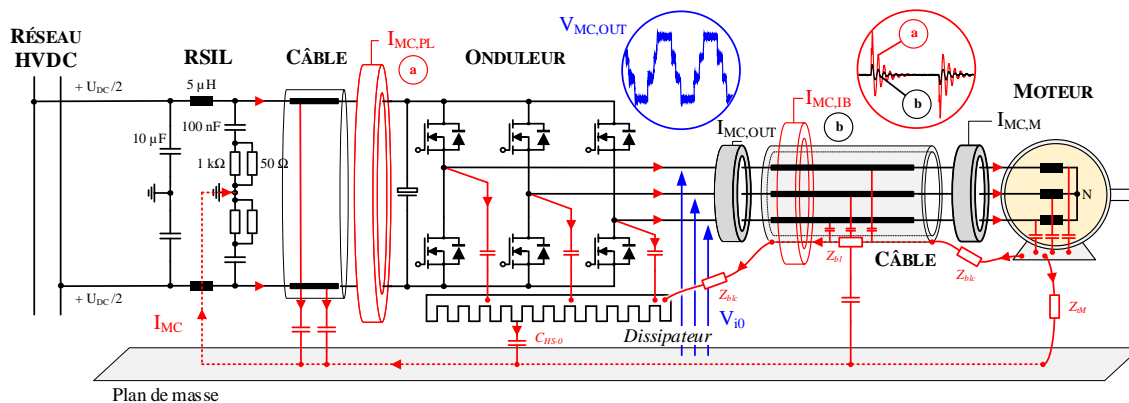 RÉSEAU
HVDC
+ U_DC/2
10 µF
RSIL
5 µH
100 nF
1 kΩ
50 Ω
+ U_DC/2
I_MC
CÂBLE
I_MC,PL
a
ONDULEUR
C_HS-0
Dissipateur
Z_blc
V_MC,OUT
V_i0
I_MC,OUT
I_MC,IB
b
a
b
Z_bl
CÂBLE
I_MC,M
Z_blc
MOTEUR
N
Z_tM
Plan de masse